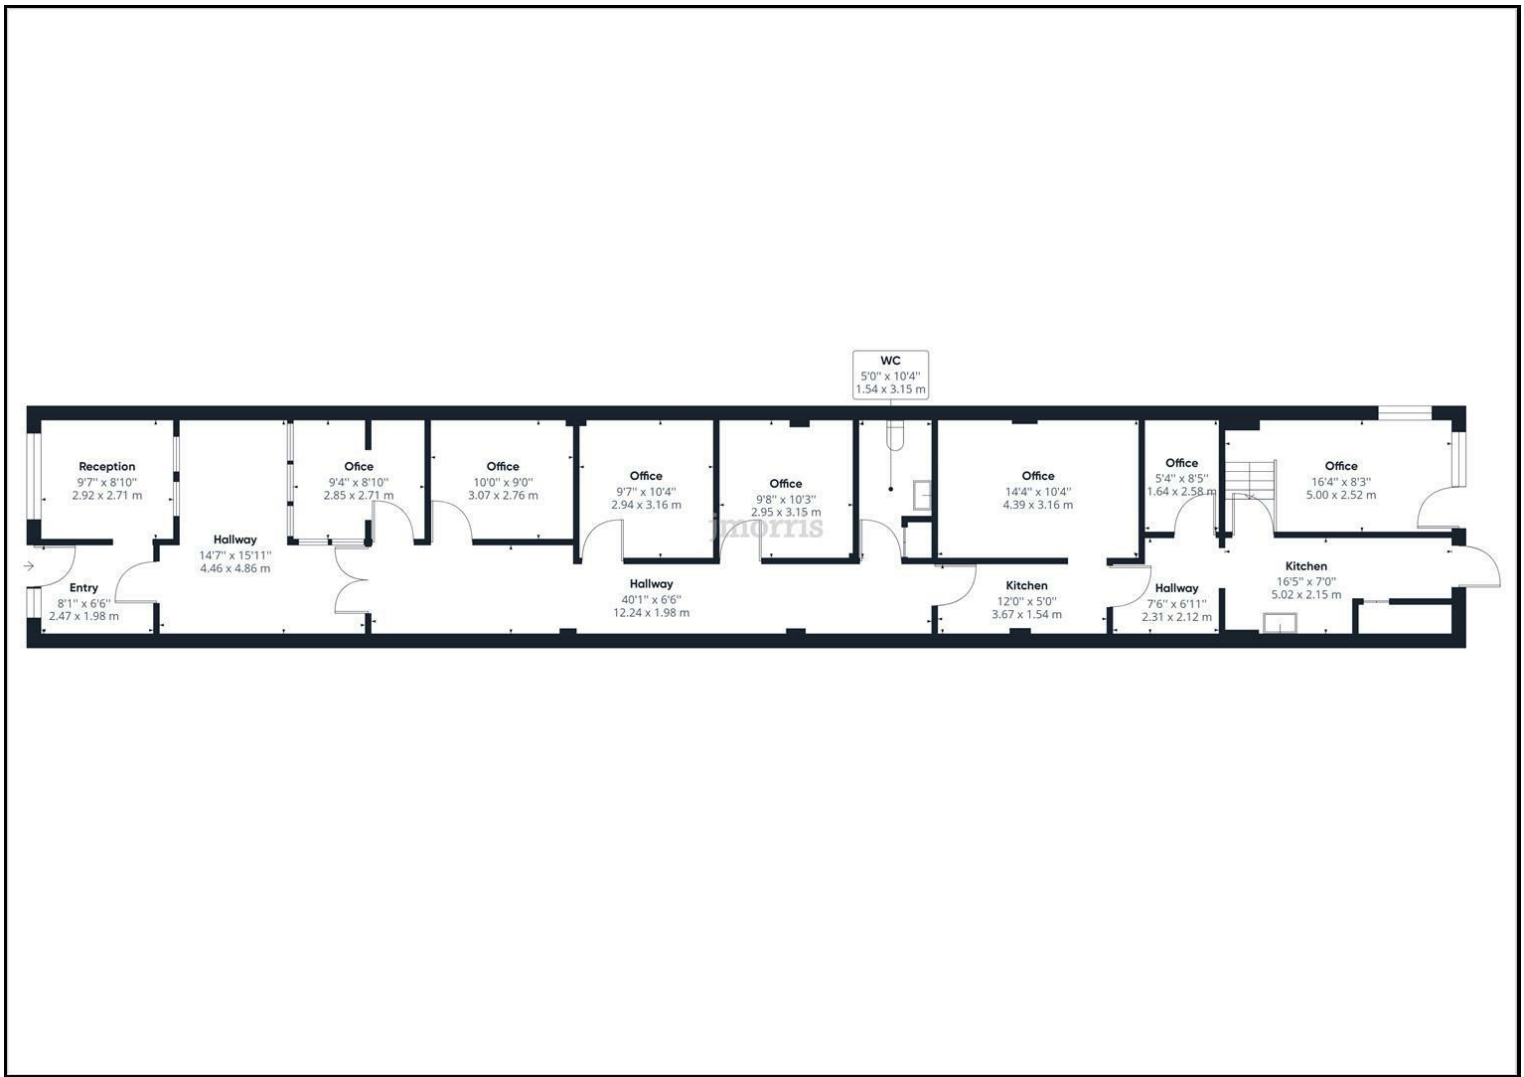 WC
5'0" x 10'4"
1.54 x 3.15 m
Reception
9'7" x 8'10"
2.92 x 2.71 m
Hallway
14'7" x 15'11"
4.46 x 4.86 m
Entry
8'1" x 6'6"
2.47 x 1.98 m
Ofice
9'4" x 8'10"
2.85 x 2.71 m
Office
10'0" x 9'0"
3.07 x 2.76 m
Office
9'7" x 10'4"
2.94 x 3.16 m
Office
9'8" x 10'3"
2.95 x 3.15 m
jmorris
Hallway
40'1" x 6'6"
12.24 x 1.98 m
Office
14'4" x 10'4"
4.39 x 3.16 m
Kitchen
12'0" x 5'0"
3.67 x 1.54 m
Office
5'4" x 8'5"
1.64 x 2.58 m
Hallway
7'6" x 6'11"
2.31 x 2.12 m
Office
16'4" x 8'3"
5.00 x 2.52 m
Kitchen
16'5" x 7'0"
5.02 x 2.15 m